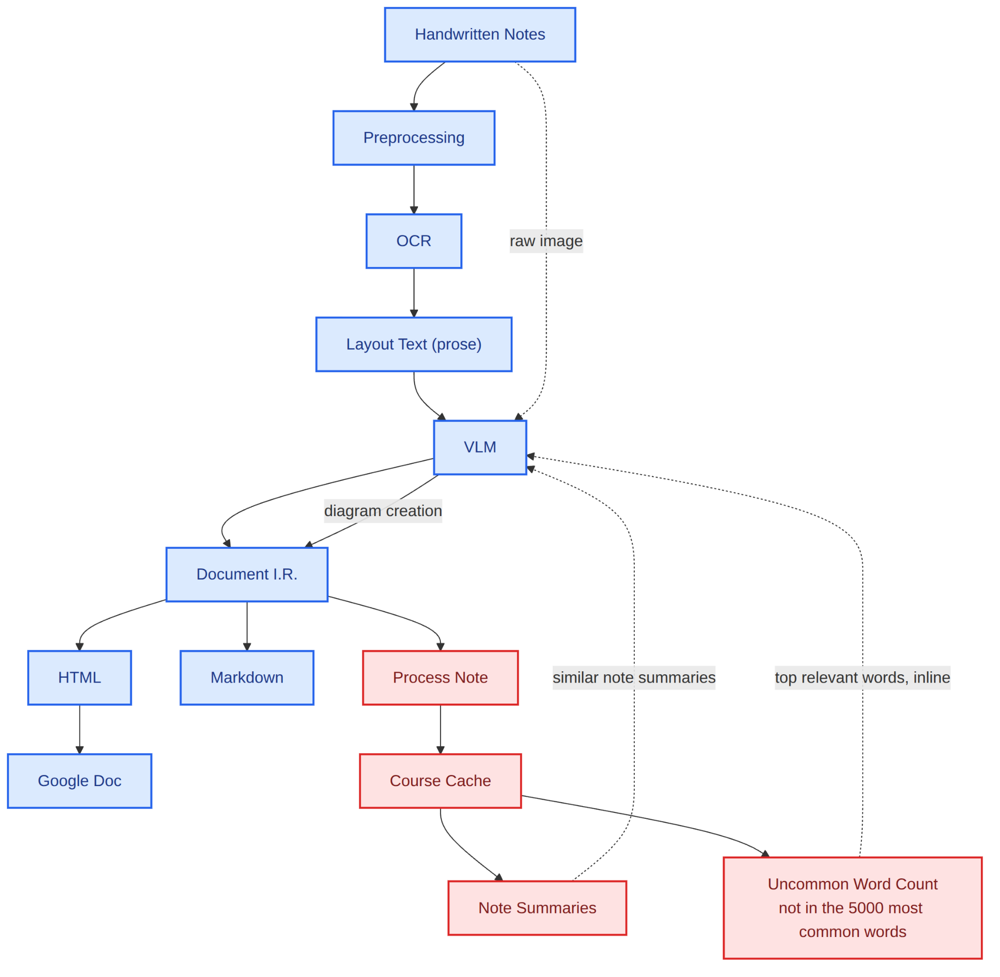 Handwritten Notes
Preprocessing
OCR
raw image
Layout Text (prose)
VLM
diagram creation
Document I.R.
HTML
Markdown
Process Note
similar note summaries
top relevant words, inline
Google Doc
Course Cache
Note Summaries
Uncommon Word Count
not in the 5000 most
common words